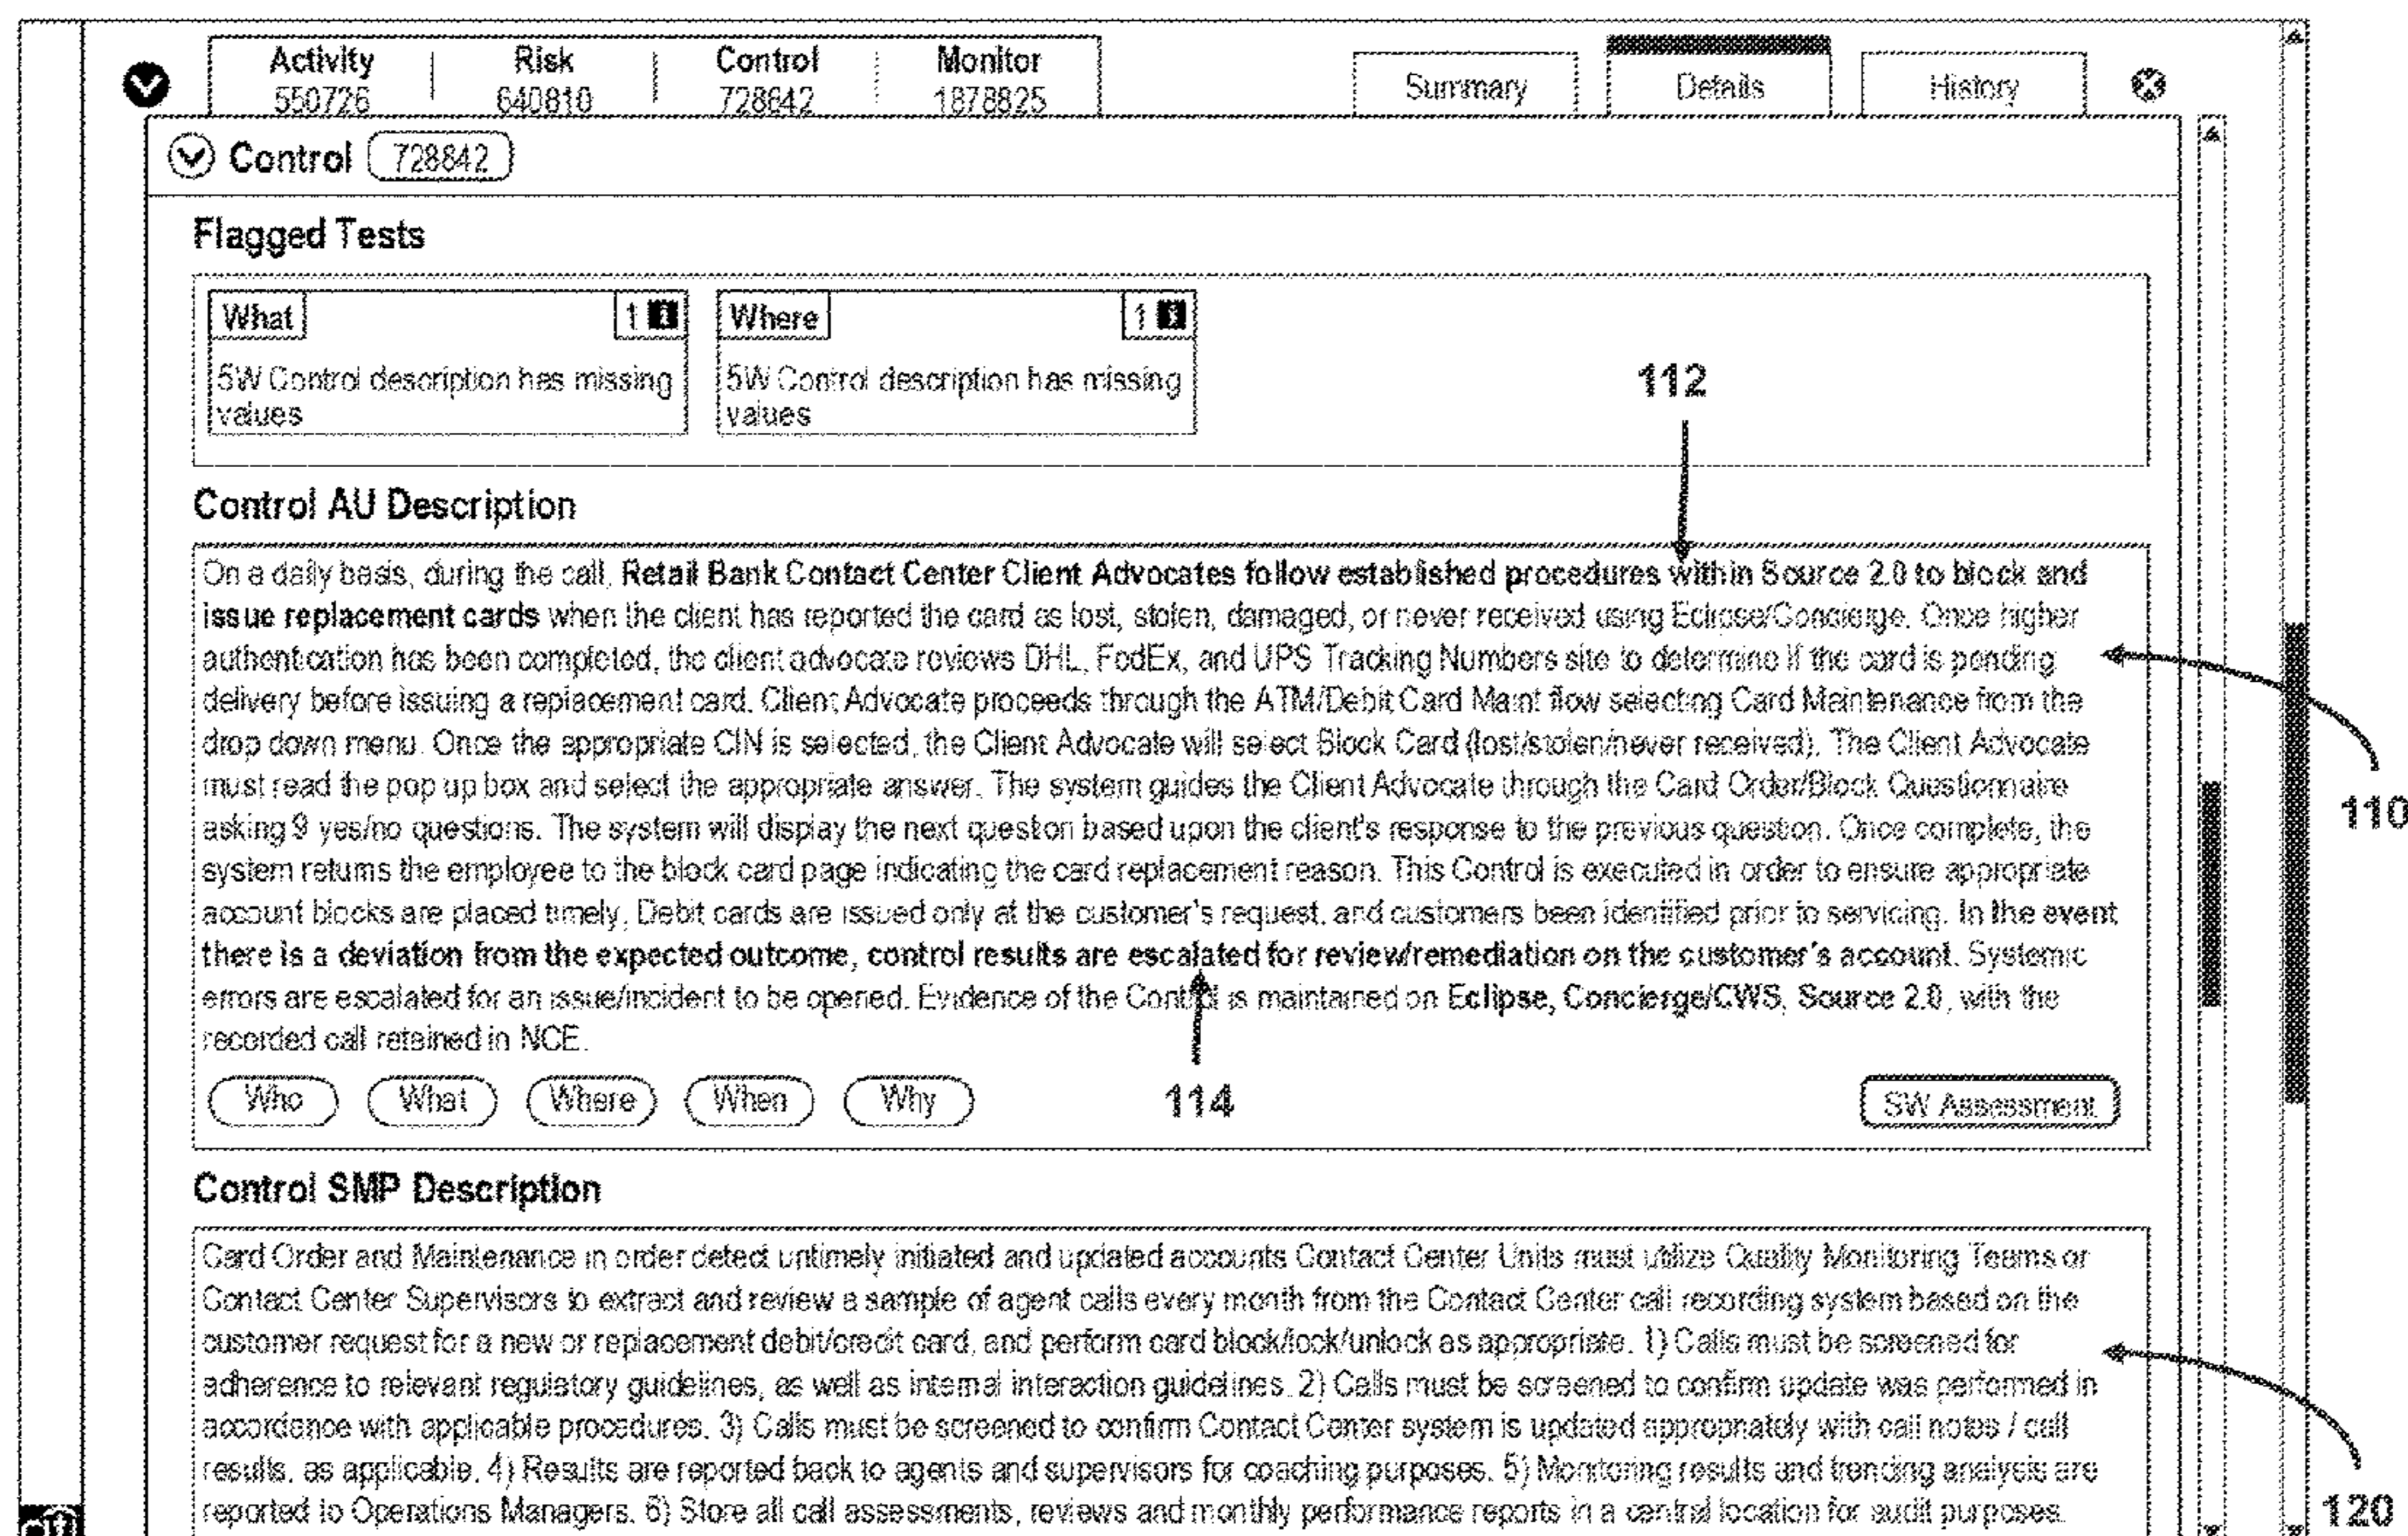 Activity Risk Control Monitor
550726 640810 728642 1878825
Summary Details History
Control 728842
Flagged Tests
What 1 Where 1
5W Control description has missing values
5W Control description has missing values
112
Control AU Description
On a daily basis, during the call, Retail Bank Contact Center Client Advocates follow established procedures within Source 2.0 to block and
issue replacement cards when the client has reported the card as lost, stolen, damaged, or never received using Eclipse/Concierge. Once higher
authentication has been completed, the client advocate reviews DHL, FedEx, and UPS Tracking Numbers site to determine if the card is pending
delivery before issuing a replacement card. Client Advocate proceeds through the ATM/Debit Card Maint flow selecting Card Maintenance from the
drop down menu. Once the appropriate CIN is selected, the Client Advocate will select Block Card (lost/stolen/never received). The Client Advocate
must read the pop up box and select the appropriate answer. The system guides the Client Advocate through the Card Order/Block Questionnaire
110
asking 9 yes/no questions. The system will display the next question based upon the client's response to the previous question. Once complete, the
system returns the employee to the block card page indicating the card replacement reason. This Control is executed in order to ensure appropriate
account blocks are placed timely, Debit cards are issued only at the customer's request, and customers been identified prior to servicing. In the event
there is a deviation from the expected outcome, control results are escalated for review/remediation on the customer's account. Systemic
errors are escalated for an issue/incident to be opened. Evidence of the Control is maintained on Eclipse, Concierge/CWS, Source 2.0, with the
recorded call retained in NCE.
Who What Where When Why 114 5W Assessment
Control SMP Description
Card Order and Maintenance in order detect untimely initiated and updated accounts Contact Center Units must utilize Quality Monitoring Teams or
Contact Center Supervisors to extract and review a sample of agent calls every month from the Contact Center call recording system based on the
customer request for a new or replacement debit/credit card, and perform card block/lock/unlock as appropriate. 1) Calls must be screened for
adherence to relevant regulatory guidelines, as well as internal interaction guidelines. 2) Calls must be screened to confirm update was performed in
accordance with applicable procedures. 3) Calls must be screened to confirm Contact Center system is updated appropriately with call notes / call
results, as applicable. 4) Results are reported back to agents and supervisors for coaching purposes. 5) Monitoring results and trending analysis are
reported to Operations Managers. 6) Store all call assessments, reviews and monthly performance reports in a central location for audit purposes.
120